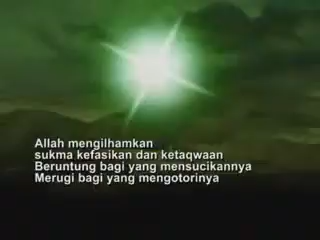 Allah mengilhamkan
sukma kefasikan dan ketaqwaan
Beruntung bagi yang mensucikannya
Merugi bagi yang mengotorinya